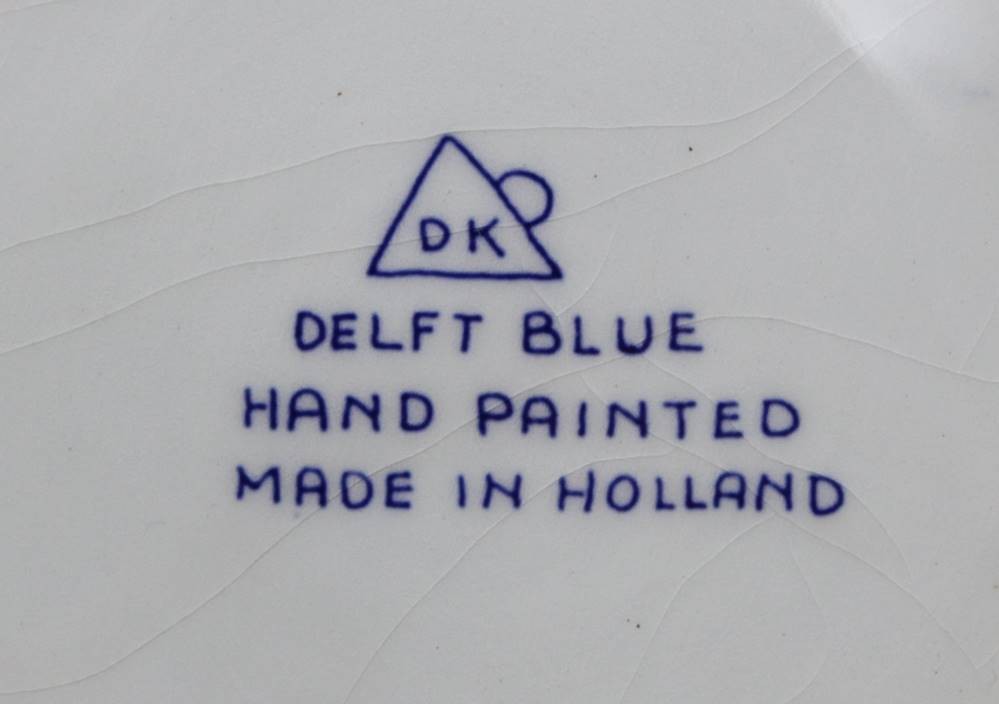 DK
DELFT BLUE
HAND PAINTED
MADE IN HOLLAND